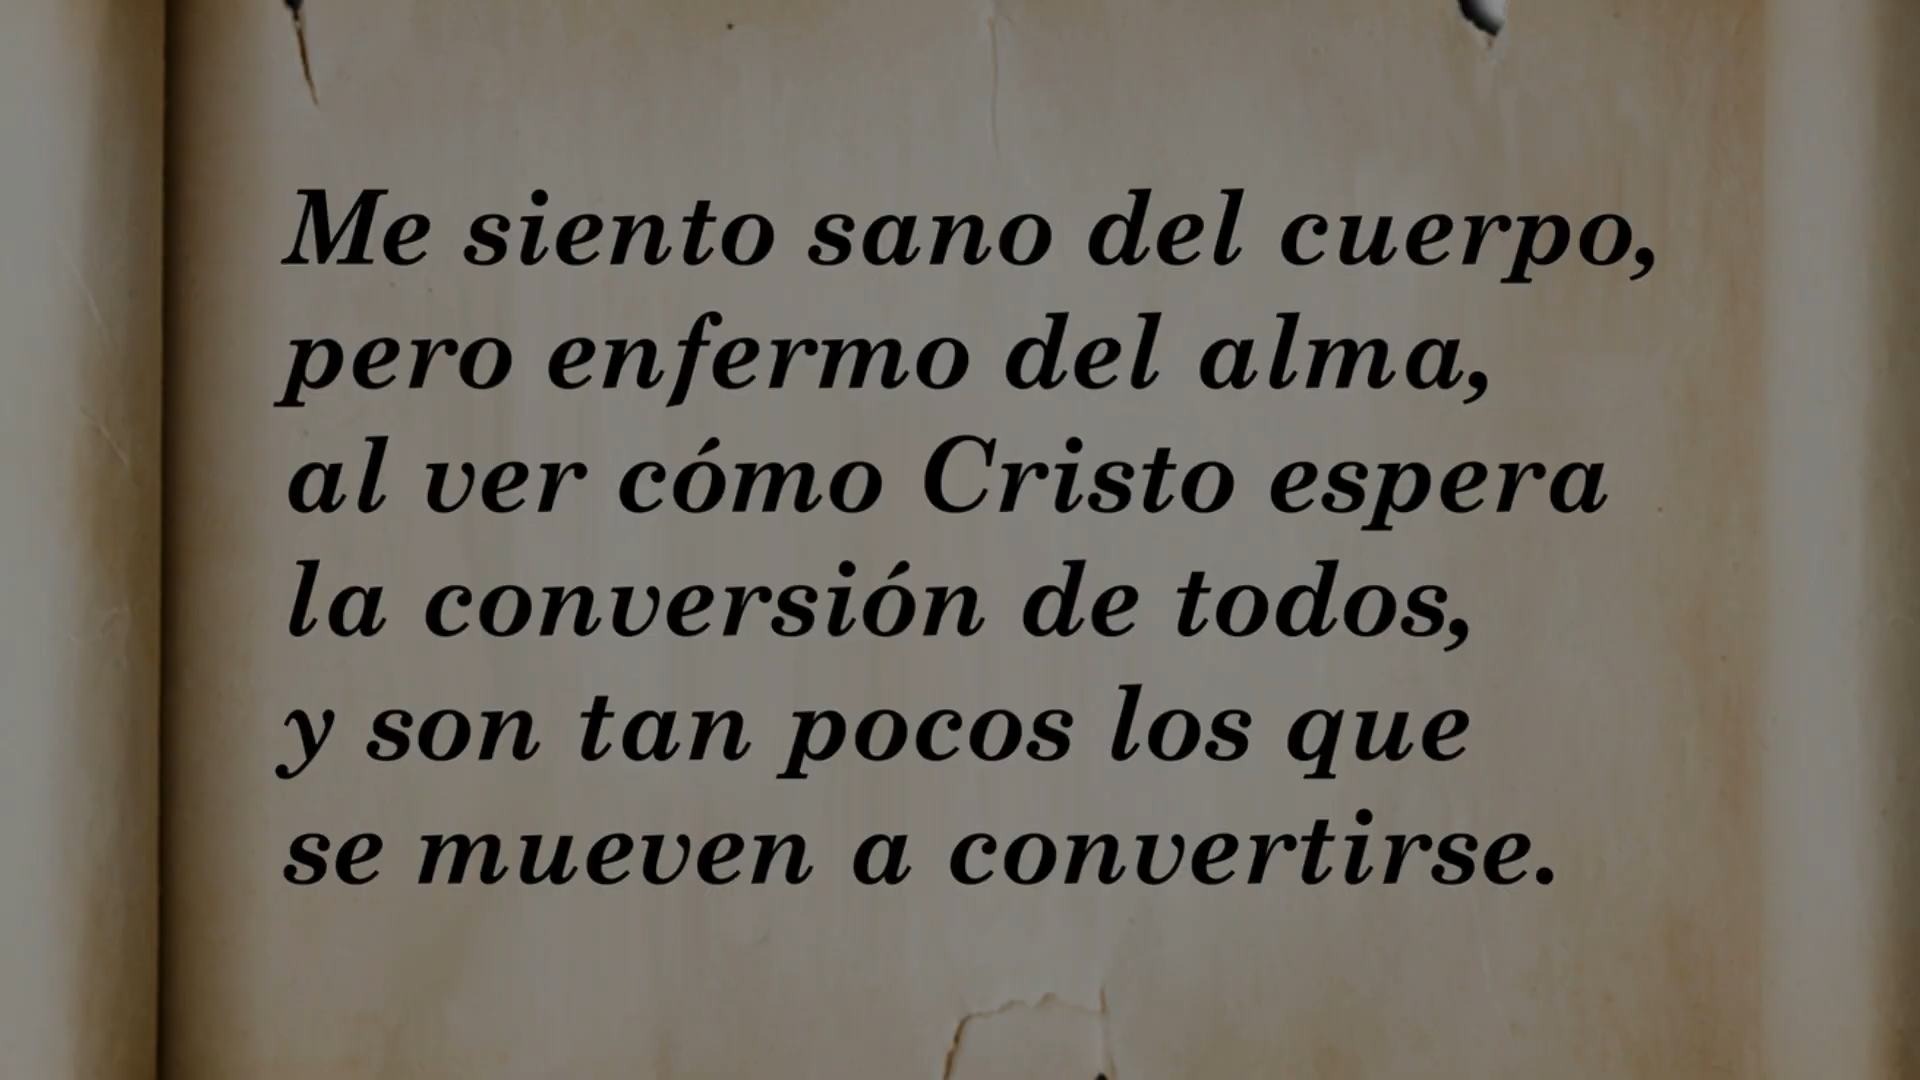 Me siento sano del cuerpo,
pero enfermo del alma,
al ver cómo Cristo espera
la conversión de todos,
y son tan pocos los que
se mueven a convertirse.